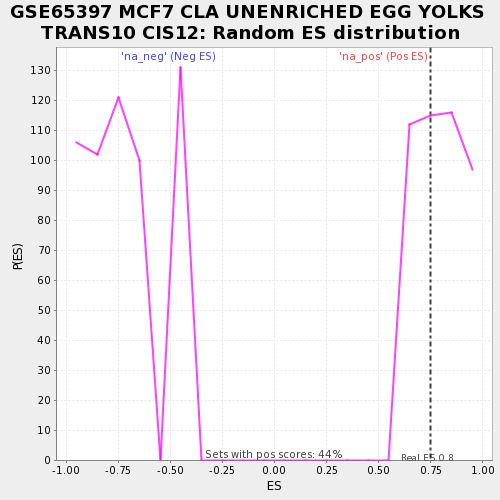 GSE65397 MCF7 CLA UNENRICHED EGG YOLKS
TRANS10 CIS12: Random ES distribution
'na_neg' (Neg ES)
'na_pos' (Pos ES)
130
120
110
100
90
80
70
60
50
40
30
20
10
0
P(ES)
Sets with pos scores: 44%
Real ES 0.8
-1.00
-0.75
-0.50
-0.25
0.00
0.25
0.50
0.75
1.00
ES